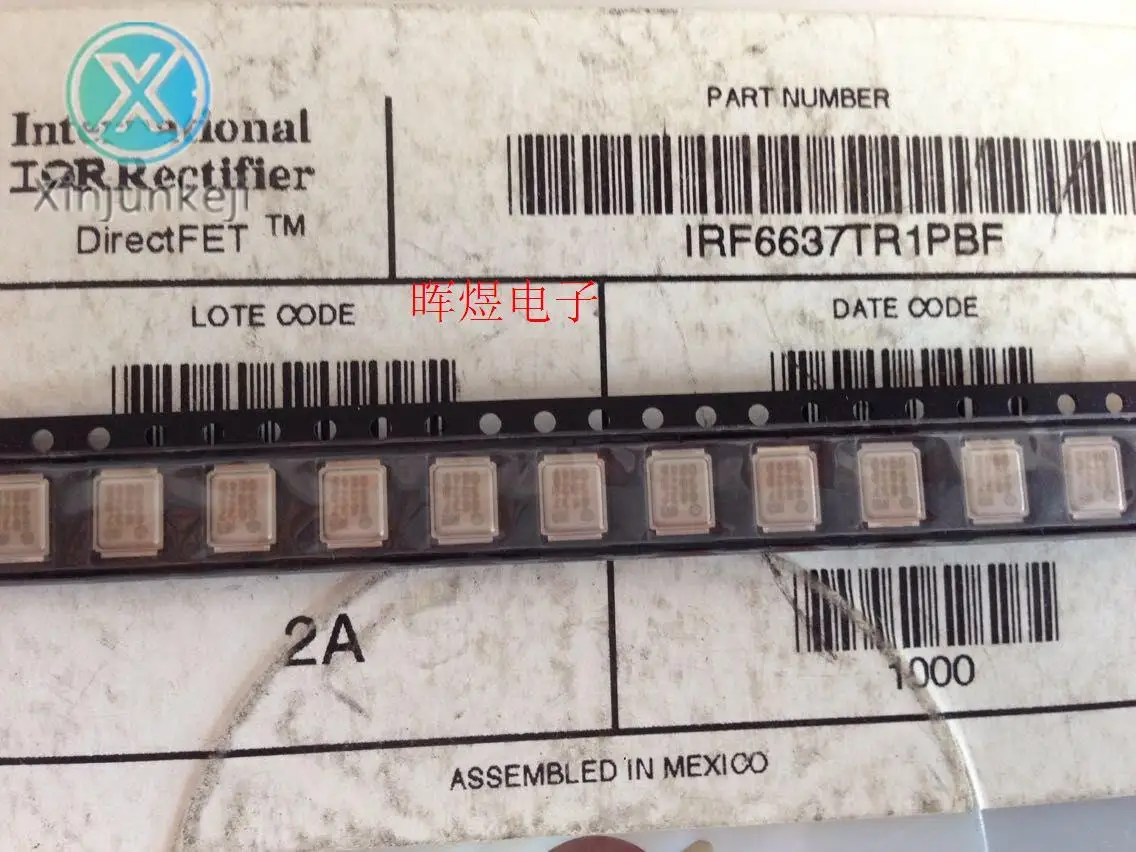 International
IOR Rectifier
Xinjunkeji
DirectFET ™
PART NUMBER
IRF6637TR1PBF
晖煜电子
LOTE CODE
DATE CODE
2A
1000
ASSEMBLED IN MEXICO